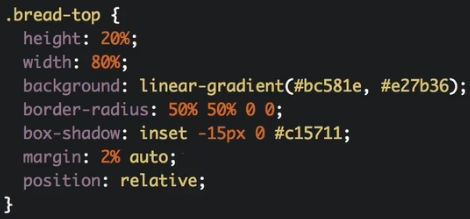 .bread-top {
height: 20%;
width: 80%;
background: linear-gradient(#bc581e, #e27b36);
border-radius: 50% 50% 0 0;
box-shadow: inset -15px 0 #c15711;
margin: 2% auto;
position: relative;
}